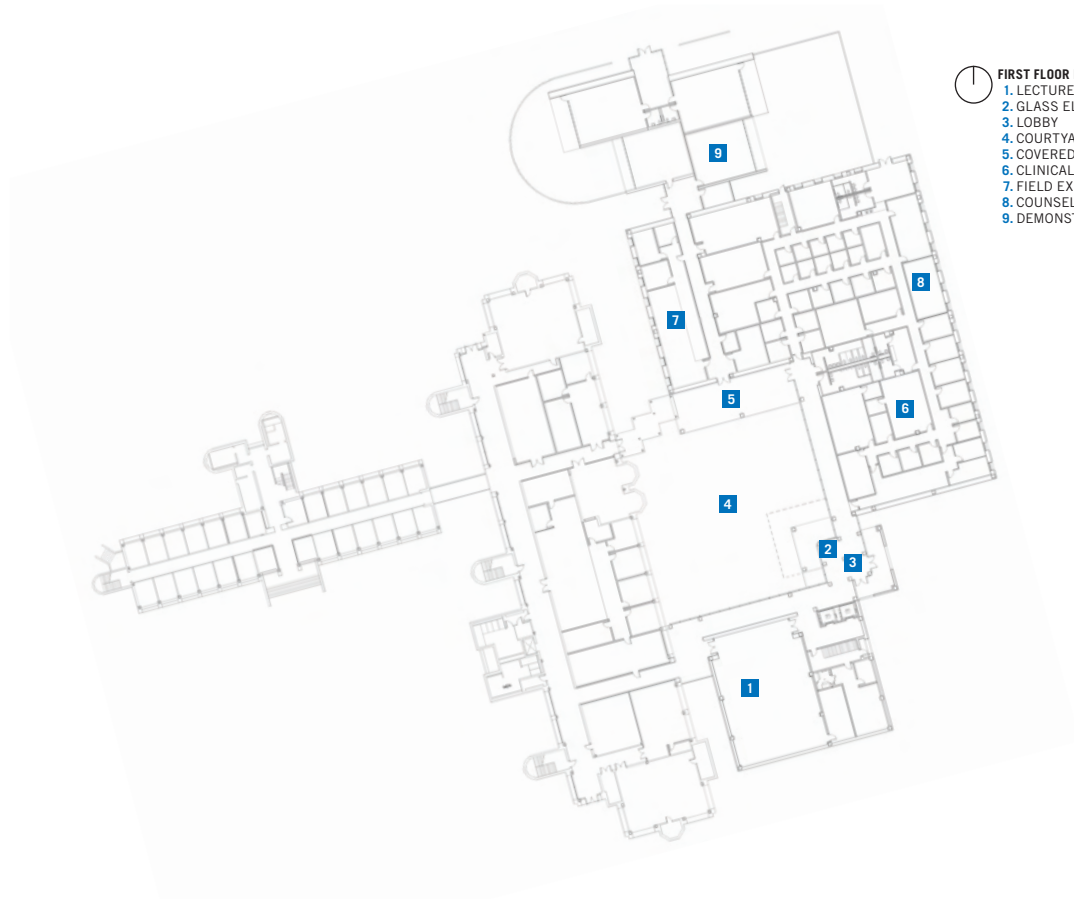 FIRST FLOOR
1. LECTURE
2. GLASS EL
3. LOBBY
4. COURTYA
5. COVERED
6. CLINICAL
7. FIELD EX
8. COUNSEL
9. DEMONST
9
8
7
5
6
4
2
3
1